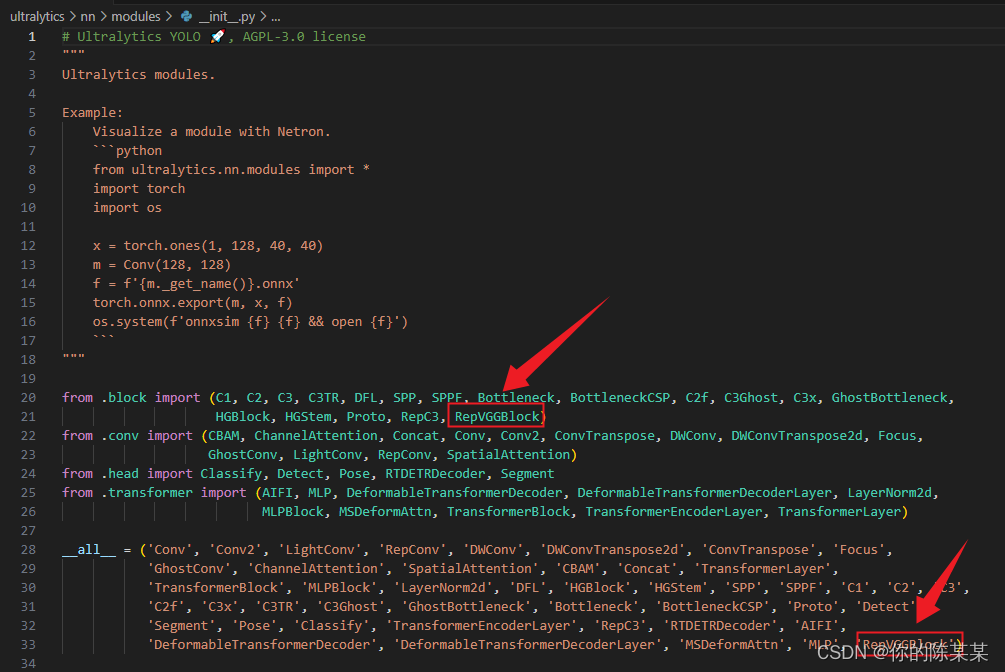 ultralytics > nn > modules > __init__.py > ...
1 # Ultralytics YOLO 🚀, AGPL-3.0 license
2 """
3 Ultralytics modules.
4
5 Example:
6 Visualize a module with Netron.
7 ```python
8 from ultralytics.nn.modules import *
9 import torch
10 import os
11
12 x = torch.ones(1, 128, 40, 40)
13 m = Conv(128, 128)
14 f = f'{m._get_name()}.onnx'
15 torch.onnx.export(m, x, f)
16 os.system(f'onnxsim {f} {f} && open {f}')
17 ```
18 """
19
20 from .block import (C1, C2, C3, C3TR, DFL, SPP, SPPF, Bottleneck, BottleneckCSP, C2f, C3Ghost, C3x, GhostBottleneck,
21 HGBlock, HGStem, Proto, RepC3, RepVGGBlock)
22 from .conv import (CBAM, ChannelAttention, Concat, Conv, Conv2, ConvTranspose, DWConv, DWConvTranspose2d, Focus,
23 GhostConv, LightConv, RepConv, SpatialAttention)
24 from .head import Classify, Detect, Pose, RTDETRDecoder, Segment
25 from .transformer import (AIFI, MLP, DeformableTransformerDecoder, DeformableTransformerDecoderLayer, LayerNorm2d,
26 MLPBlock, MSDeformAttn, TransformerBlock, TransformerEncoderLayer, TransformerLayer)
27
28 __all__ = ('Conv', 'Conv2', 'LightConv', 'RepConv', 'DWConv', 'DWConvTranspose2d', 'ConvTranspose', 'Focus',
29 'GhostConv', 'ChannelAttention', 'SpatialAttention', 'CBAM', 'Concat', 'TransformerLayer',
30 'TransformerBlock', 'MLPBlock', 'LayerNorm2d', 'DFL', 'HGBlock', 'HGStem', 'SPP', 'SPPF', 'C1', 'C2', 'C3',
31 'C2f', 'C3x', 'C3TR', 'C3Ghost', 'GhostBottleneck', 'Bottleneck', 'BottleneckCSP', 'Proto', 'Detect',
32 'Segment', 'Pose', 'Classify', 'TransformerEncoderLayer', 'RepC3', 'RTDETRDecoder', 'AIFI',
33 'DeformableTransformerDecoder', 'DeformableTransformerDecoderLayer', 'MSDeformAttn', 'MLP', 'RepVGGBlock')
34
CSDN @你的陈某某